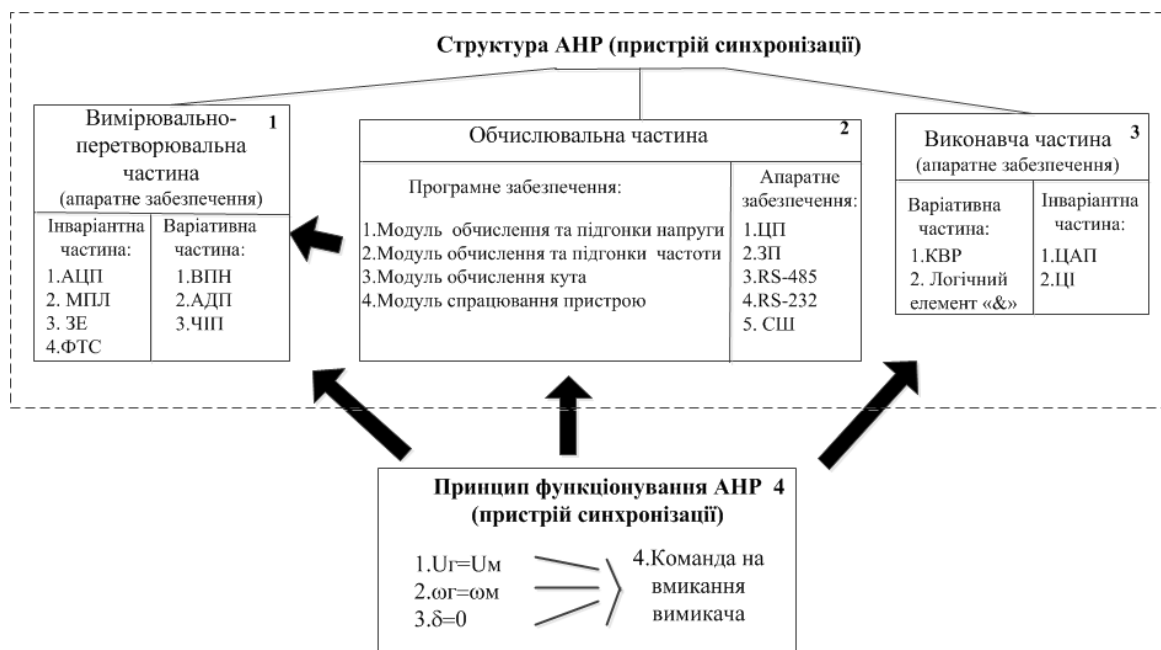 Структура АНР (пристрій синхронізації)
Вимірювально-
перетворювальна
частина
(апаратне забезпечення)
1
Інваріантна
частина:
1.АЦП
2. МПЛ
3. ЗЕ
4.ФТС
Варіативна
частина:
1.ВПН
2.АДП
3.ЧІП
Обчислювальна частина
2
Програмне забезпечення:
1.Модуль обчислення та підгонки напруги
2.Модуль обчислення та підгонки частоти
3.Модуль обчислення кута
4.Модуль спрацювання пристрою
Апаратне
забезпечення:
1.ЦП
2.ЗП
3.RS-485
4.RS-232
5. СШ
Виконавча частина
3
(апаратне забезпечення)
Варіативна
частина:
1.КВР
2. Логічний
елемент «&»
Інваріантна
частина:
1.ЦАП
2.ЦІ
Принцип функціонування АНР 4
(пристрій синхронізації)
1.Uг=Uм
2.ωг=ωм
3.δ=0
4.Команда на
вмикання
вимикача